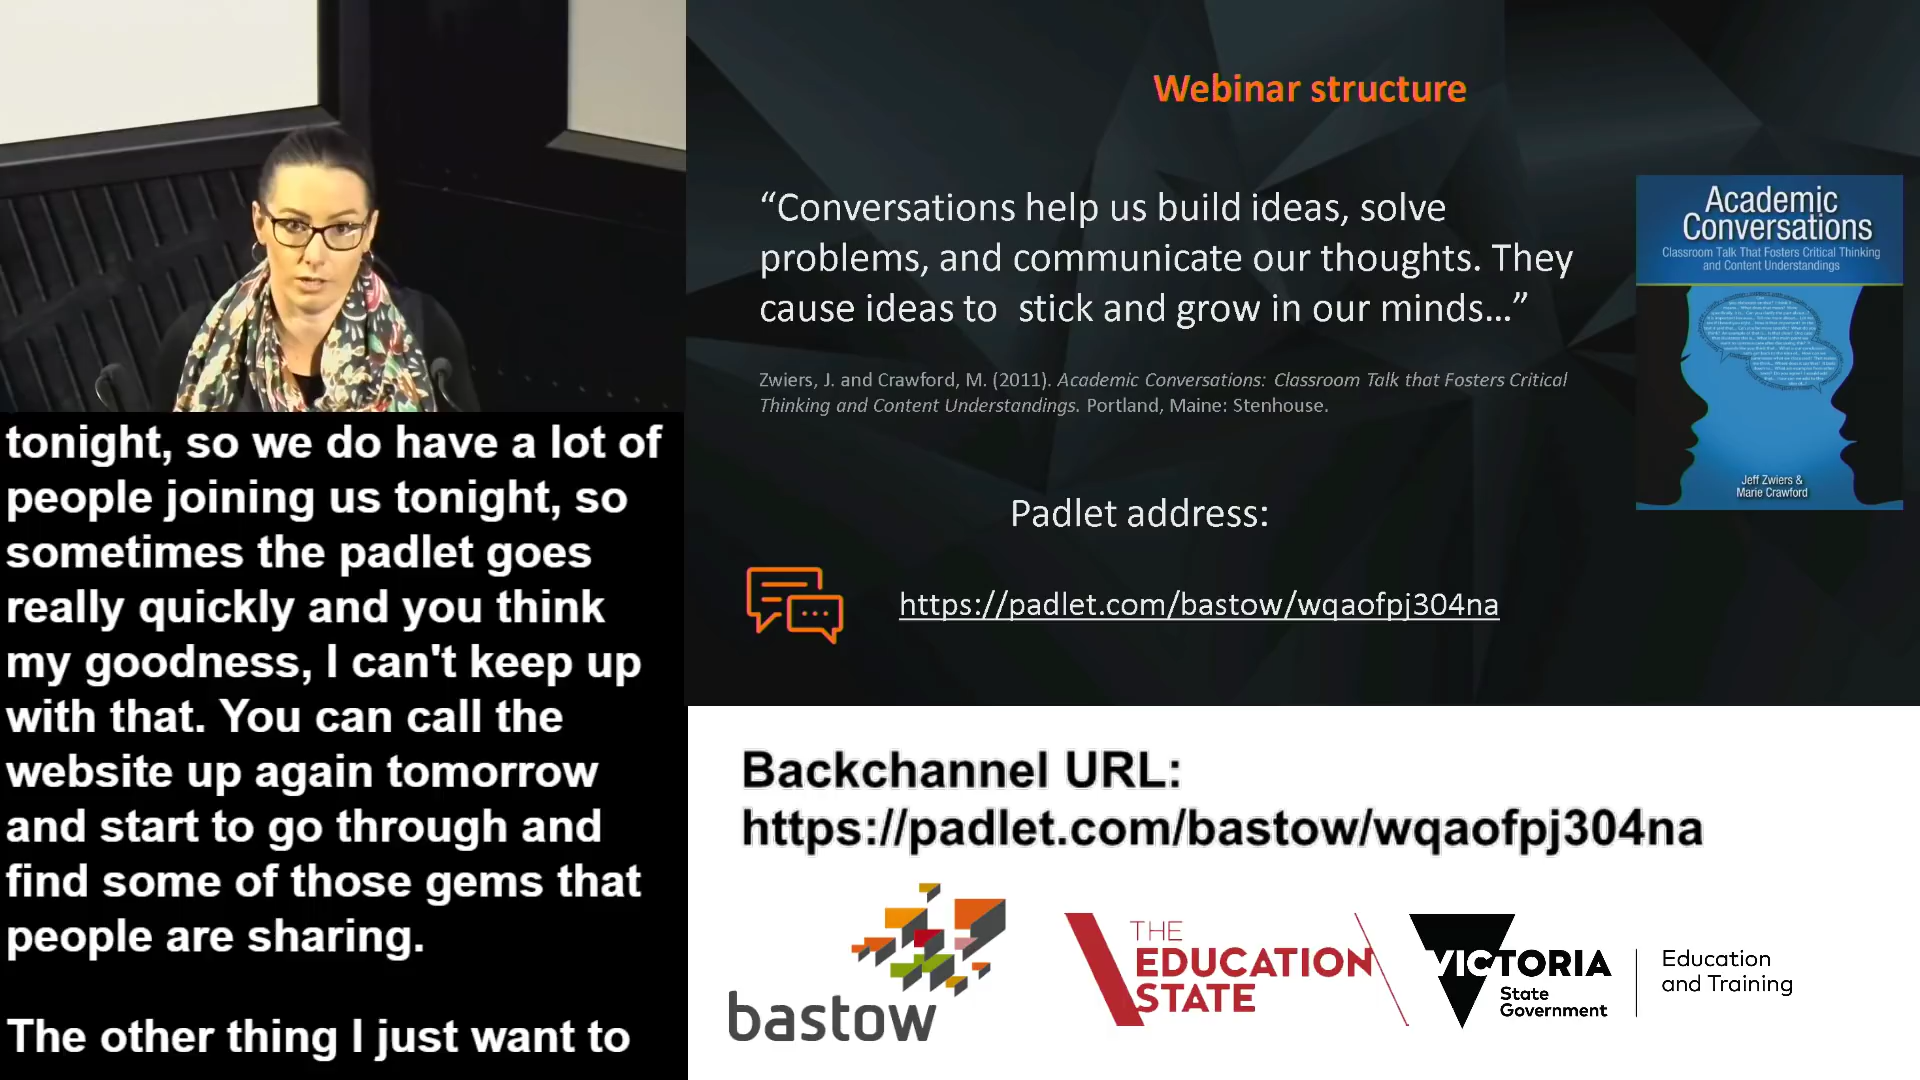 tonight, so we do have a lot of
people joining us tonight, so
sometimes the padlet goes
really quickly and you think
my goodness, I can't keep up
with that. You can call the
website up again tomorrow
and start to go through and
find some of those gems that
people are sharing.
The other thing I just want to
Webinar structure
“Conversations help us build ideas, solve
problems, and communicate our thoughts. They
cause ideas to stick and grow in our minds...”
Zwiers, J. and Crawford, M. (2011). Academic Conversations: Classroom Talk that Fosters Critical
Thinking and Content Understandings. Portland, Maine: Stenhouse.
Padlet address:
https://padlet.com/bastow/wqaofpj304na
Academic
Conversations
Classroom Talk That Fosters Critical Thinking
and Content Understandings
Jeff Zwiers &
Marie Crawford
Backchannel URL:
https://padlet.com/bastow/wqaofpj304na
bastow
THE
EDUCATION
STATE
VICTORIA
State
Government
Education
and Training